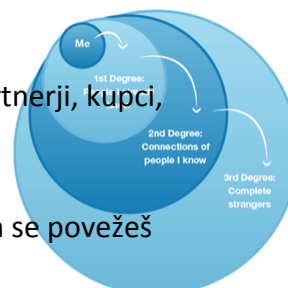 Me
1st Degree:
tnerji, kupci,
2nd Degree:
Connections of
people I know
3rd Degree:
Complete
strangers
se povežeš